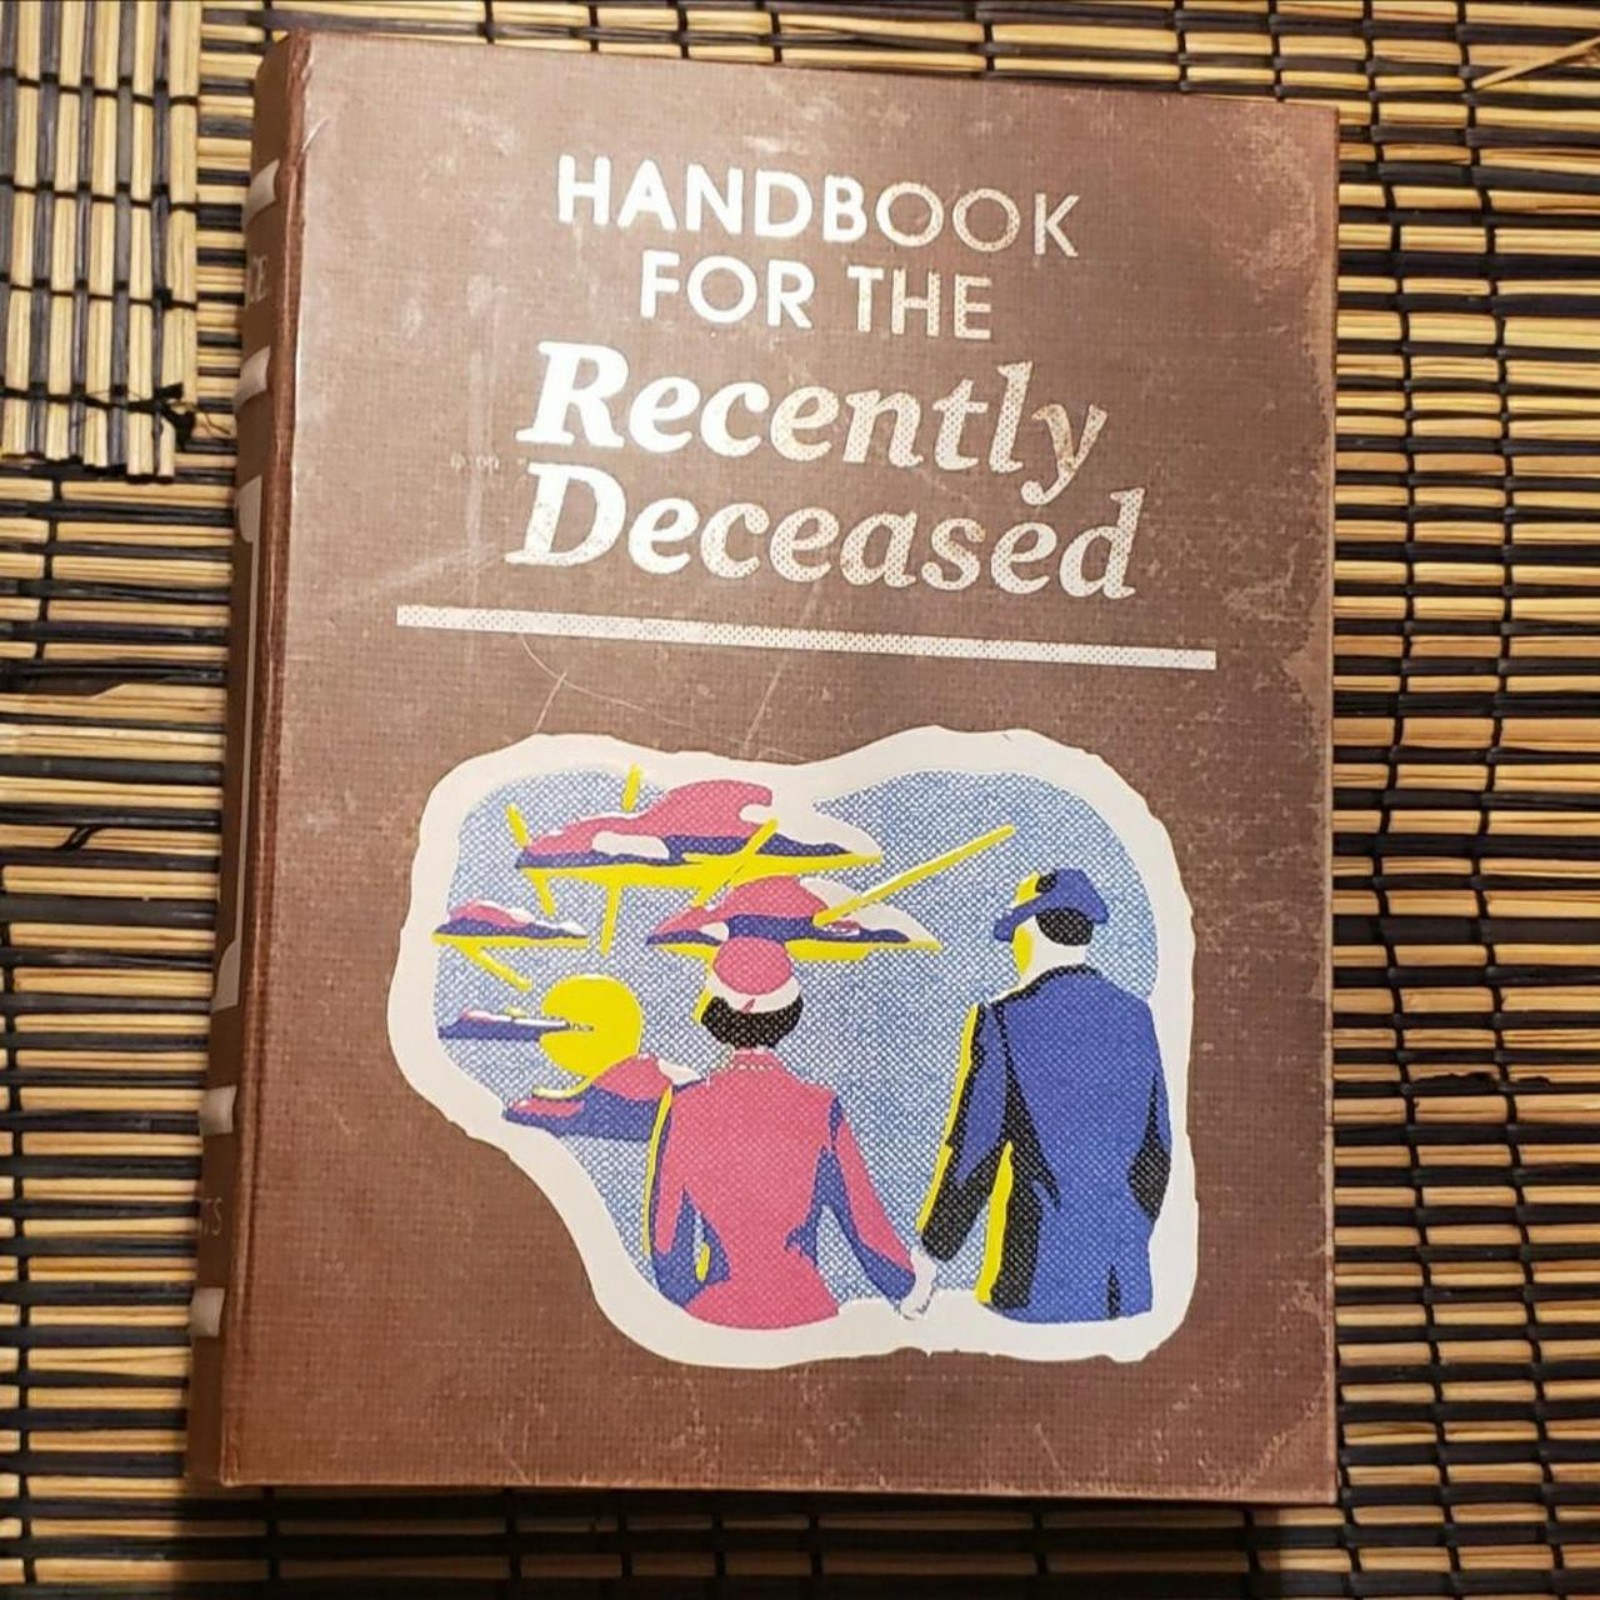 HANDBOOK
FOR THE
Recently
Deceased